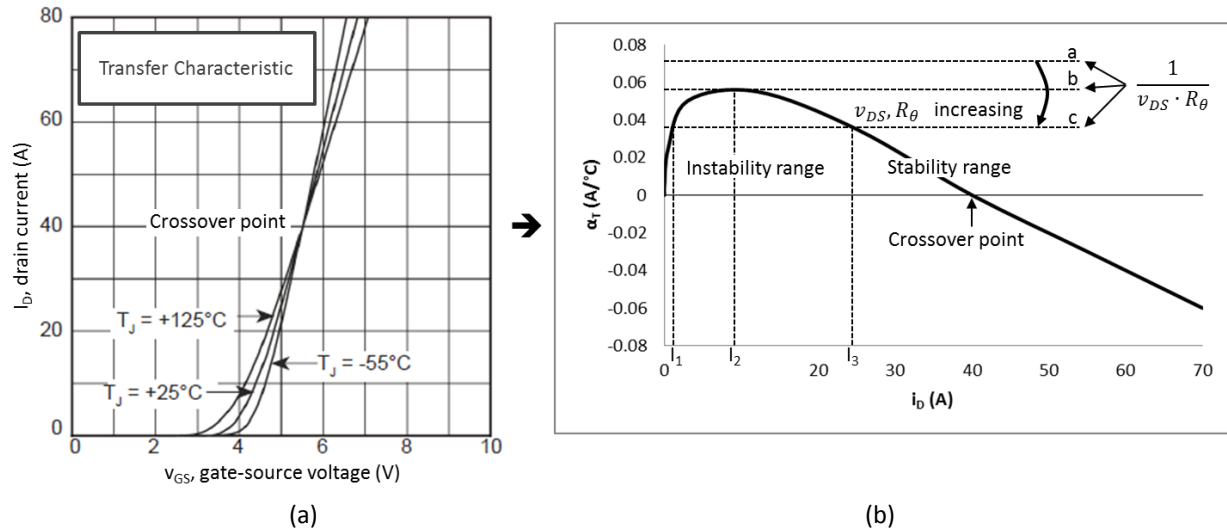 80
60
40
20
0
I_D, drain current (A)
Transfer Characteristic
Crossover point
T_J = +125°C
T_J = -55°C
T_J = +25°C
0 2 4 6 8 10
v_GS, gate-source voltage (V)
(a)
➔
0.08
0.06
0.04
0.02
0
-0.02
-0.04
-0.06
-0.08
α_T (A/°C)
a
b
c
1
v_DS · R_θ
v_DS, R_θ increasing
Instability range
Stability range
Crossover point
I_1 I_2 I_3
0 20 30 40 50 60 70
i_D (A)
(b)